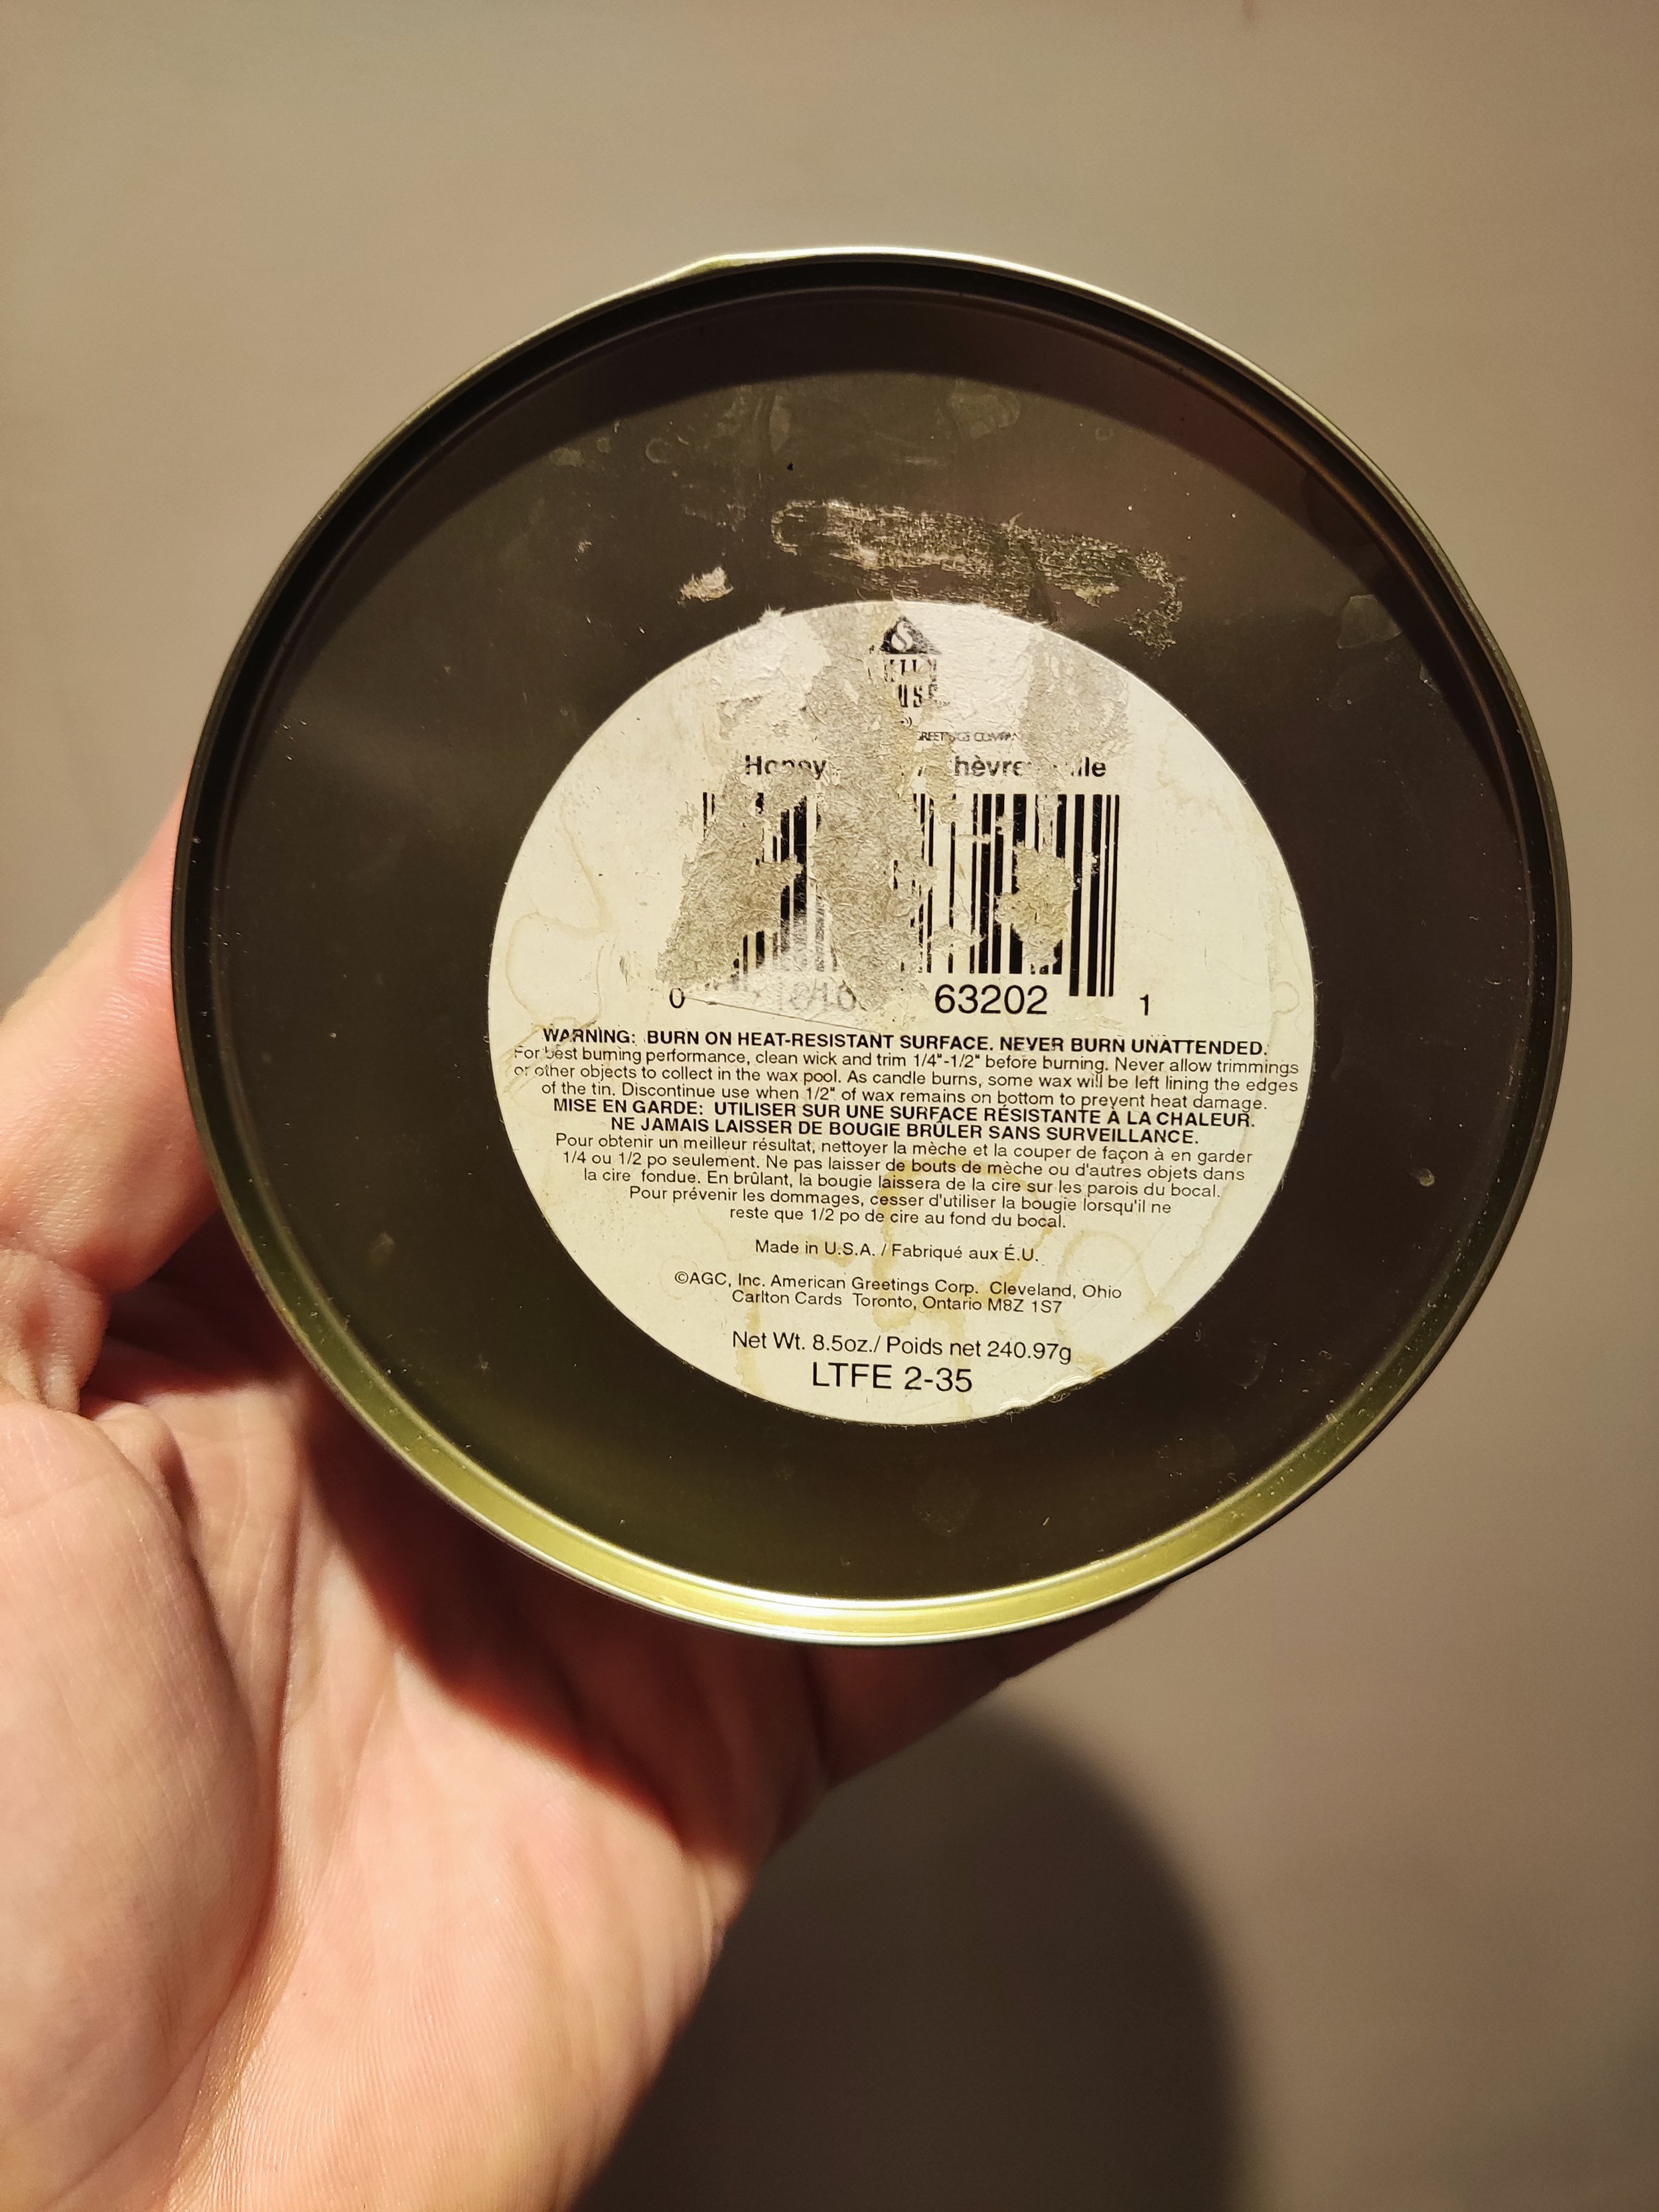 S
GREETINGS COMPAN
Honey / hèvre ille
0 63202 1
WARNING: BURN ON HEAT-RESISTANT SURFACE. NEVER BURN UNATTENDED.
For best burning performance, clean wick and trim 1/4"-1/2" before burning. Never allow trimmings
or other objects to collect in the wax pool. As candle burns, some wax will be left lining the edges
of the tin. Discontinue use when 1/2" of wax remains on bottom to prevent heat damage.
MISE EN GARDE: UTILISER SUR UNE SURFACE RÉSISTANTE À LA CHALEUR.
NE JAMAIS LAISSER DE BOUGIE BRÛLER SANS SURVEILLANCE.
Pour obtenir un meilleur résultat, nettoyer la mèche et la couper de façon à en garder
1/4 ou 1/2 po seulement. Ne pas laisser de bouts de mèche ou d'autres objets dans
la cire fondue. En brûlant, la bougie laissera de la cire sur les parois du bocal.
Pour prévenir les dommages, cesser d'utiliser la bougie lorsqu'il ne
reste que 1/2 po de cire au fond du bocal.
Made in U.S.A. / Fabriqué aux É.U.
©AGC, Inc. American Greetings Corp. Cleveland, Ohio
Carlton Cards Toronto, Ontario M8Z 1S7
Net Wt. 8.5oz./ Poids net 240.97g
LTFE 2-35